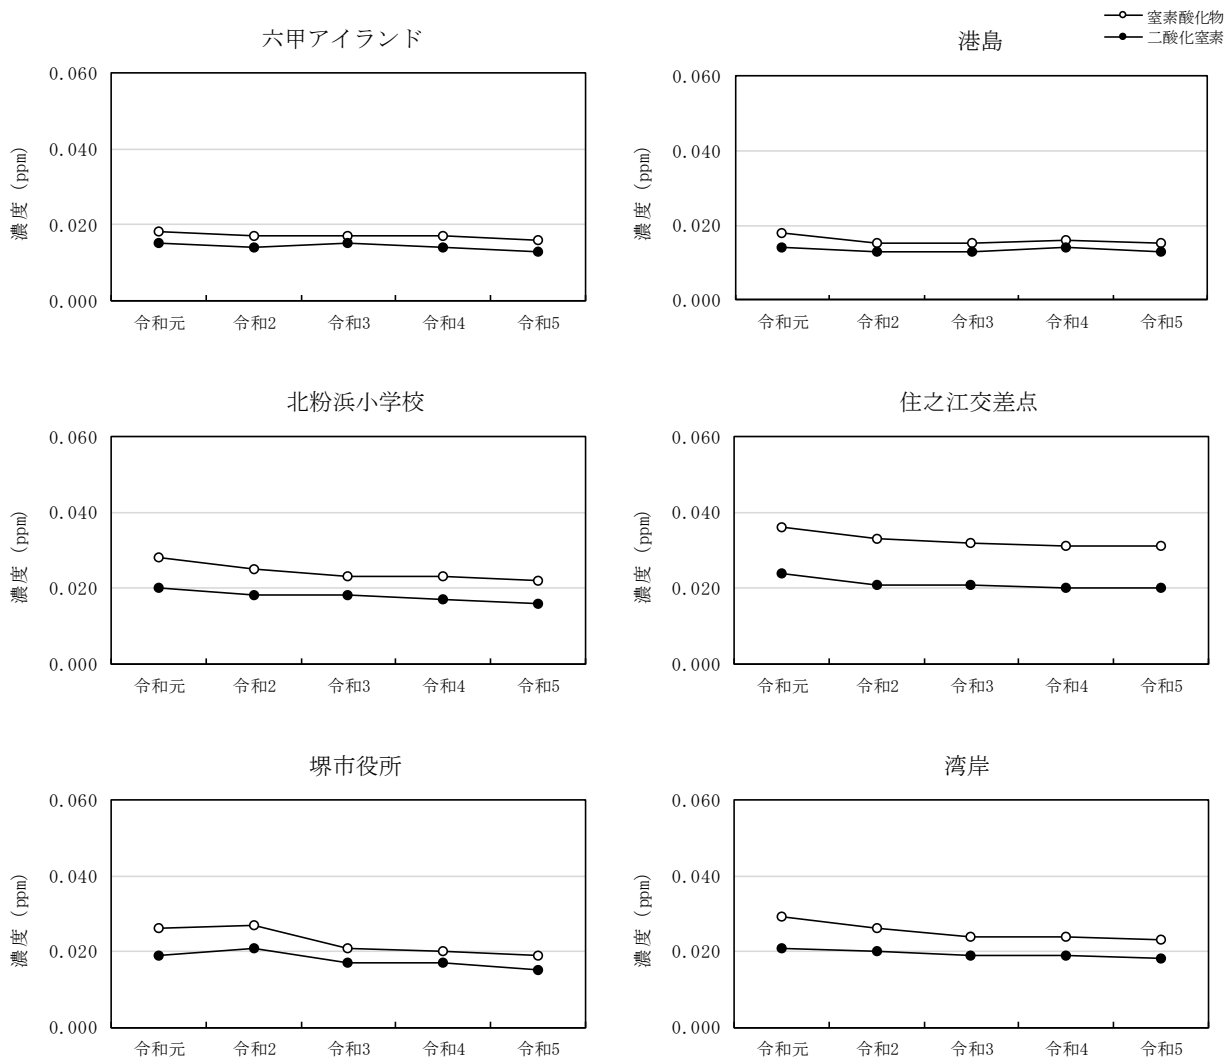 窒素酸化物
二酸化窒素
六甲アイランド
0.060
0.040
0.020
0.000
濃度 (ppm)
令和元 令和2 令和3 令和4 令和5
港島
0.060
0.040
0.020
0.000
濃度 (ppm)
令和元 令和2 令和3 令和4 令和5
北粉浜小学校
0.060
0.040
0.020
0.000
濃度 (ppm)
令和元 令和2 令和3 令和4 令和5
住之江交差点
0.060
0.040
0.020
0.000
濃度 (ppm)
令和元 令和2 令和3 令和4 令和5
堺市役所
0.060
0.040
0.020
0.000
濃度 (ppm)
令和元 令和2 令和3 令和4 令和5
湾岸
0.060
0.040
0.020
0.000
濃度 (ppm)
令和元 令和2 令和3 令和4 令和5